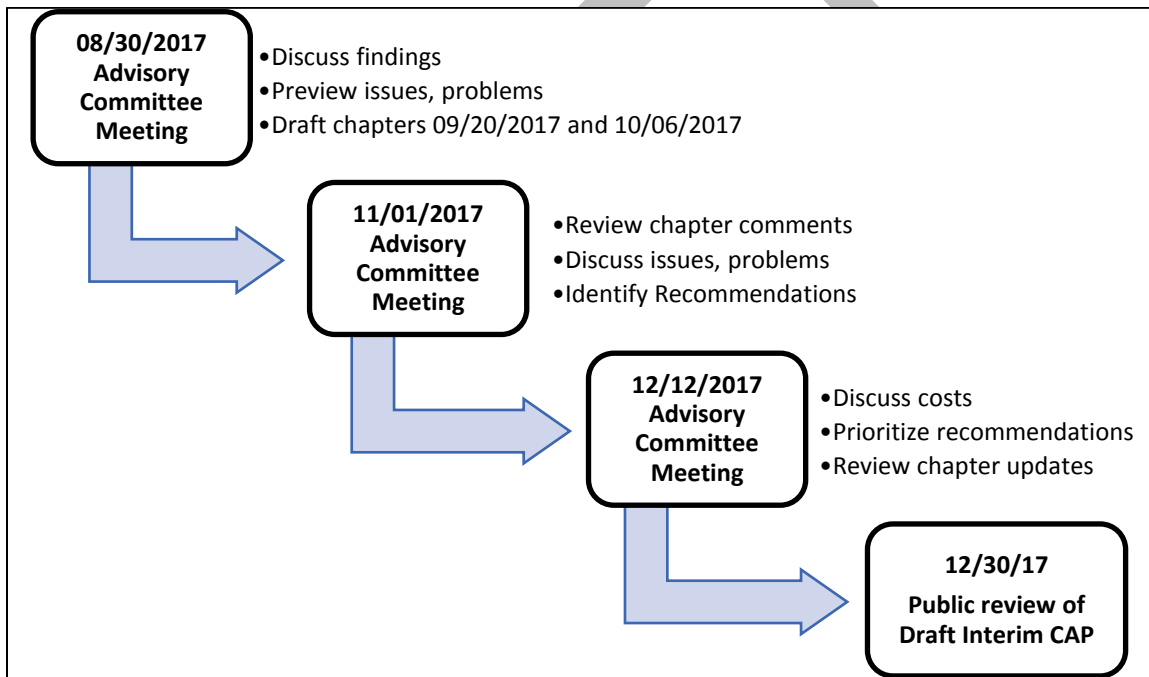 08/30/2017
Advisory
Committee
Meeting
•Discuss findings
•Preview issues, problems
•Draft chapters 09/20/2017 and 10/06/2017
11/01/2017
Advisory
Committee
Meeting
•Review chapter comments
•Discuss issues, problems
•Identify Recommendations
12/12/2017
Advisory
Committee
Meeting
•Discuss costs
•Prioritize recommendations
•Review chapter updates
12/30/17
Public review of
Draft Interim CAP